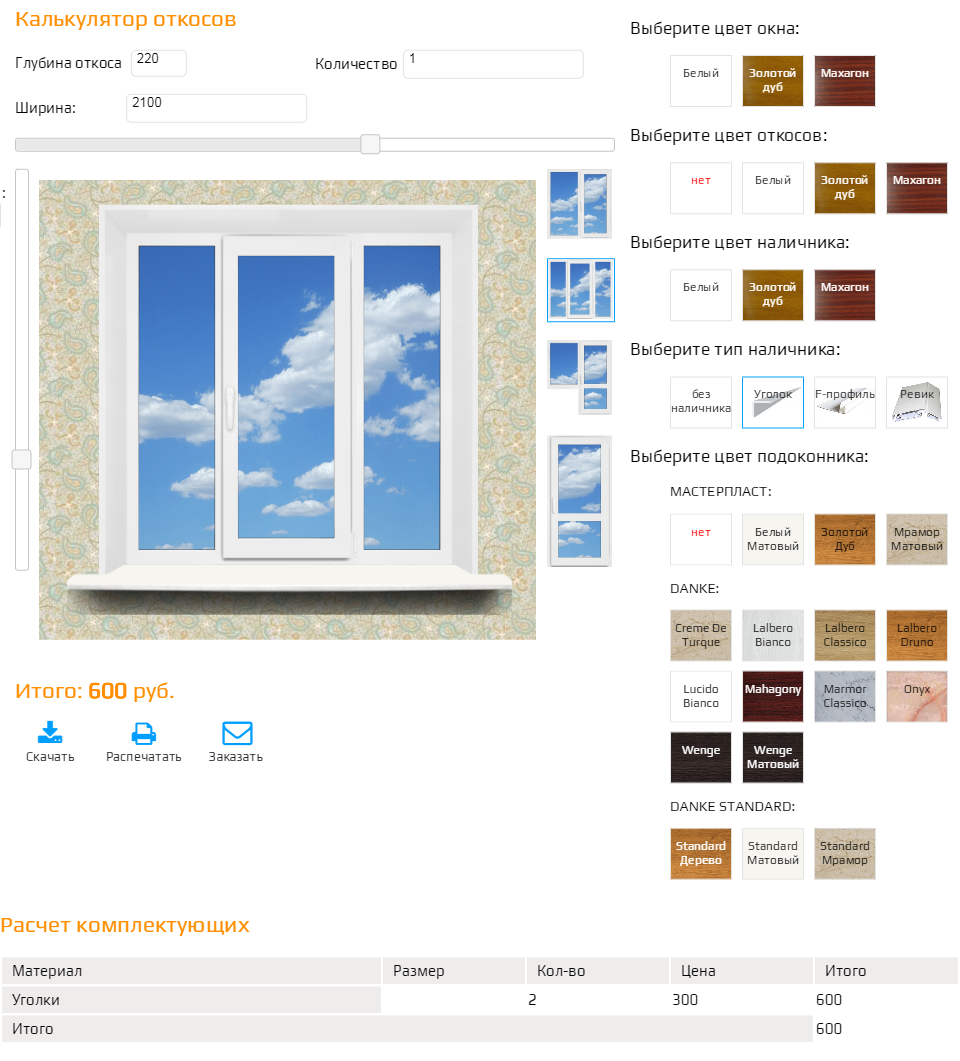 Калькулятор откосов
Глубина откоса 220
Количество 1
Ширина: 2100
:
Итого: 600 руб.
Скачать Распечатать Заказать
Выберите цвет окна:
Белый Золотой дуб Махагон
Выберите цвет откосов:
нет Белый Золотой дуб Махагон
Выберите цвет наличника:
Белый Золотой дуб Махагон
Выберите тип наличника:
без наличника Уголок F-профиль Ревик
Выберите цвет подоконника:
МАСТЕРПЛАСТ:
нет Белый Матовый Золотой Дуб Мрамор Матовый
DANKE:
Creme De Turque Lalbero Bianco Lalbero Classico Lalbero Druno
Lucido Bianco Mahagony Marmor Classico Onyx
Wenge Wenge Матовый
DANKE STANDARD:
Standard Дерево Standard Матовый Standard Мрамор
Расчет комплектующих
Материал Размер Кол-во Цена Итого
Уголки 2 300 600
Итого 600